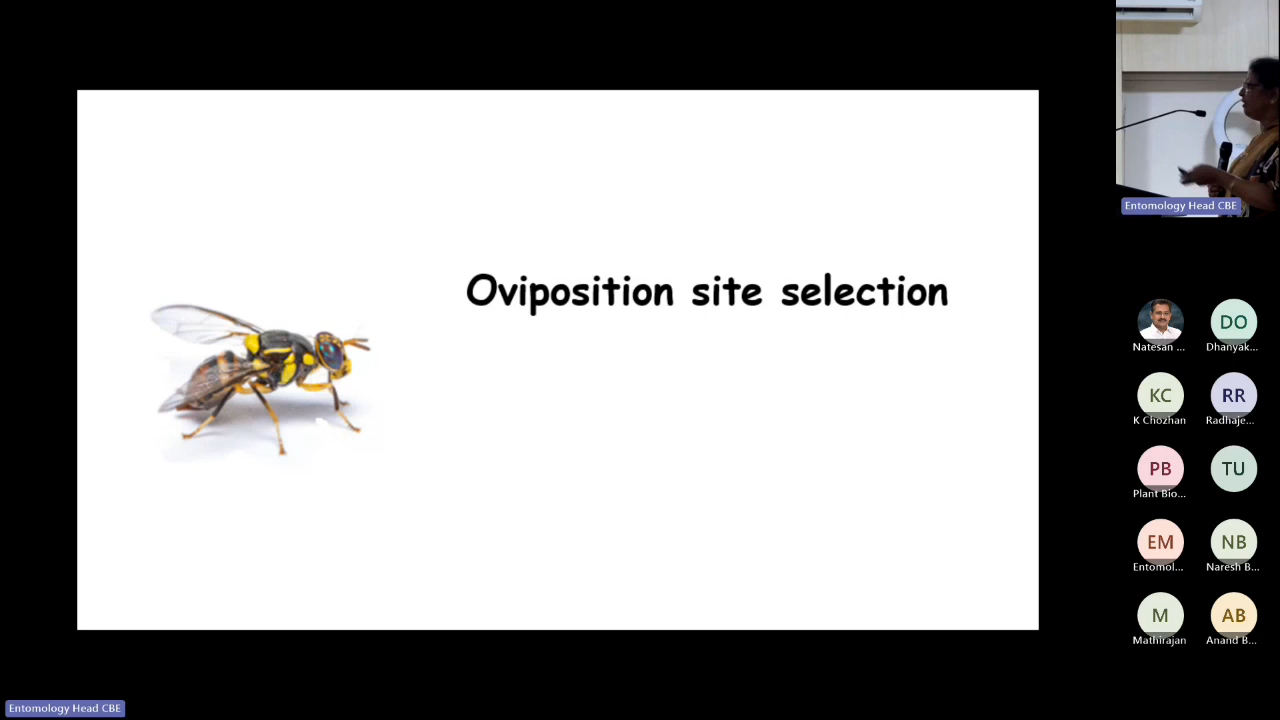 Oviposition site selection
Entomology Head CBE
Natesan ...
DO
Dhanyak...
KC
K Chozhan
RR
Radhaje...
PB
Plant Bio...
TU
EM
Entomol...
NB
Naresh B...
M
Mathirajan
AB
Anand B...
Entomology Head CBE